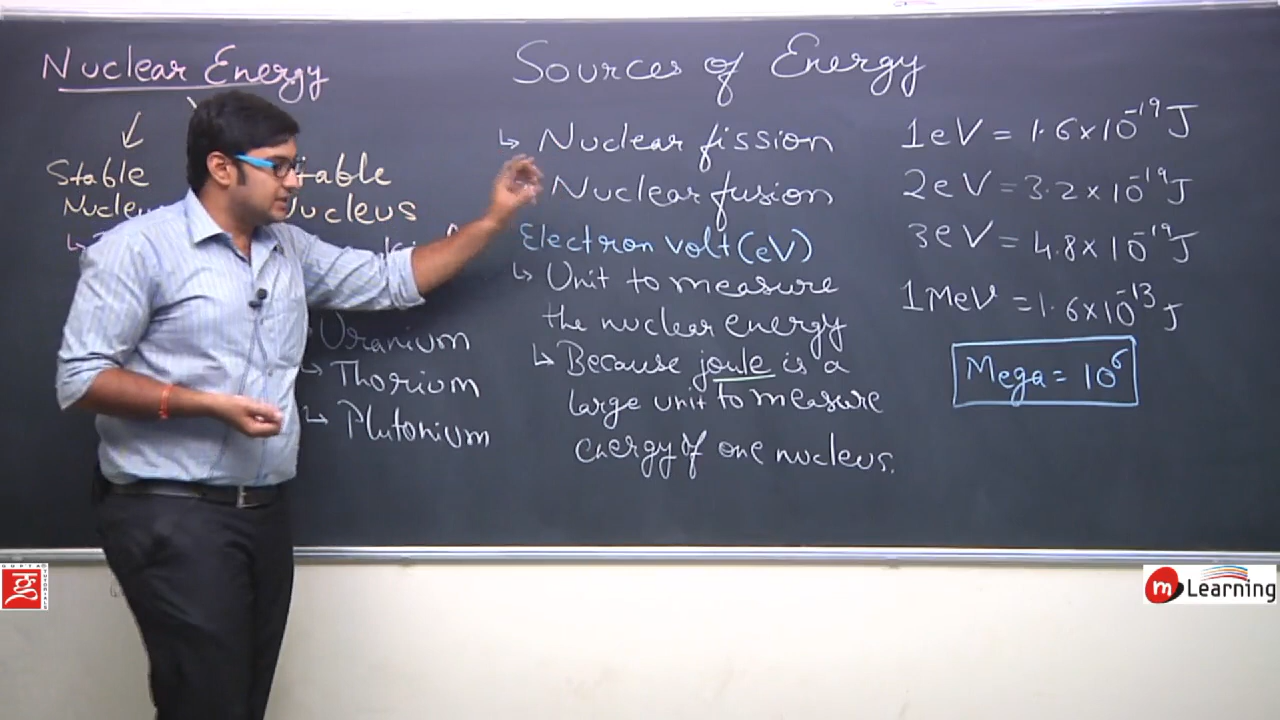 Nuclear Energy
Stable
Nucleu
table
ucleus
Uranium
Thorium
Plutonium
Sources of Energy
Nuclear fission
Nuclear fusion
Electron volt (eV)
Unit to measure
the nuclear energy
Because joule is a
large unit to measure
energy of one nucleus.
1eV = 1.6×10⁻¹⁹J
2eV = 3.2×10⁻¹⁹J
3eV = 4.8×10⁻¹⁹J
1MeV = 1.6×10⁻¹³J
Mega = 10⁶
GUPTA
TUTORIALS
m Learning